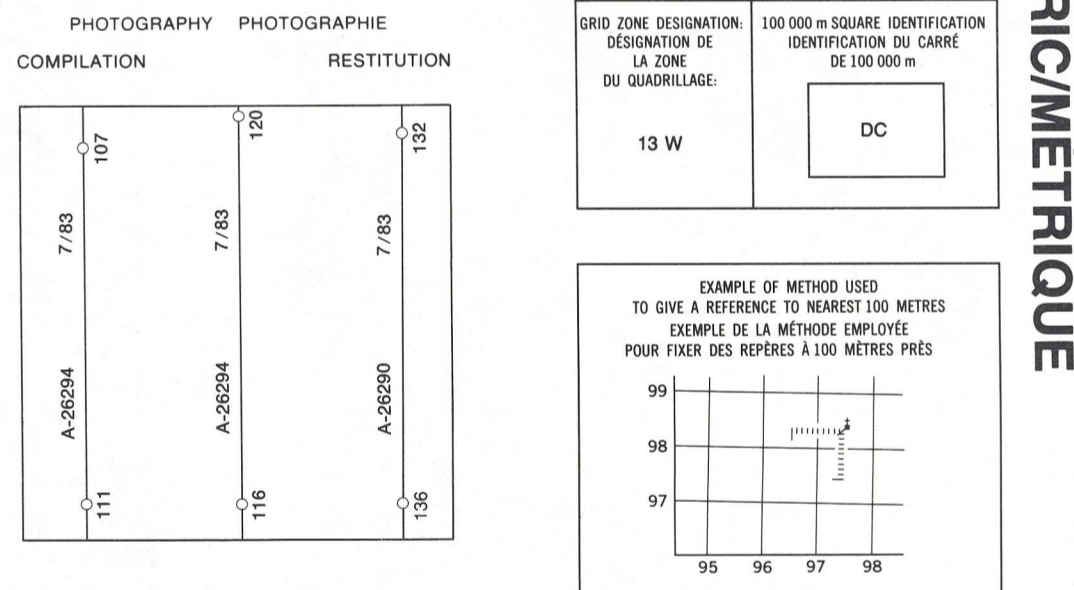 PHOTOGRAPHY PHOTOGRAPHIE
COMPILATION RESTITUTION
107
7/83
A-26294
111
120
7/83
A-26294
116
132
7/83
A-26290
136
GRID ZONE DESIGNATION:
DÉSIGNATION DE
LA ZONE
DU QUADRILLAGE:
13 W
100 000 m SQUARE IDENTIFICATION
IDENTIFICATION DU CARRÉ
DE 100 000 m
DC
EXAMPLE OF METHOD USED
TO GIVE A REFERENCE TO NEAREST 100 METRES
EXEMPLE DE LA MÉTHODE EMPLOYÉE
POUR FIXER DES REPÈRES À 100 MÈTRES PRÈS
99
98
97
95 96 97 98
RIC/METRIQUE